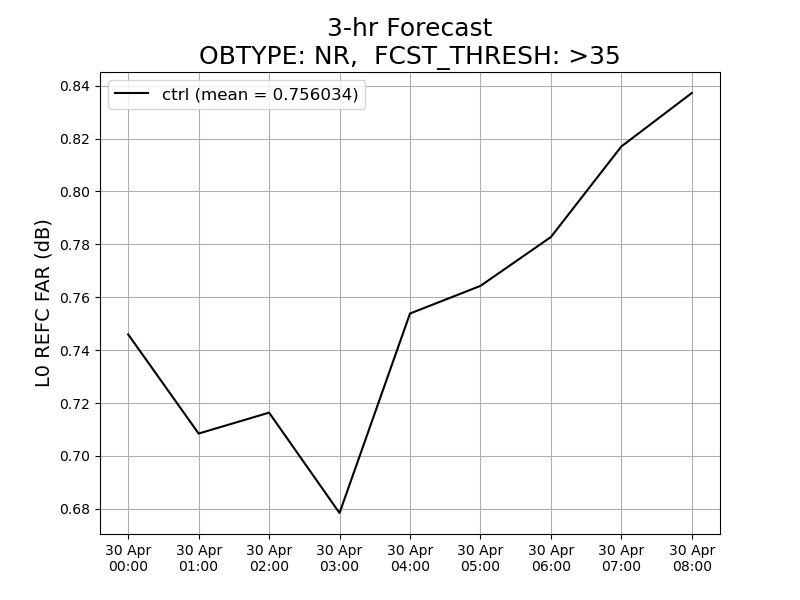 3-hr Forecast
OBTYPE: NR,  FCST_THRESH: >35
ctrl (mean = 0.756034)
L0 REFC FAR (dB)
0.84
0.82
0.80
0.78
0.76
0.74
0.72
0.70
0.68
30 Apr 30 Apr 30 Apr 30 Apr 30 Apr 30 Apr 30 Apr 30 Apr 30 Apr
00:00 01:00 02:00 03:00 04:00 05:00 06:00 07:00 08:00